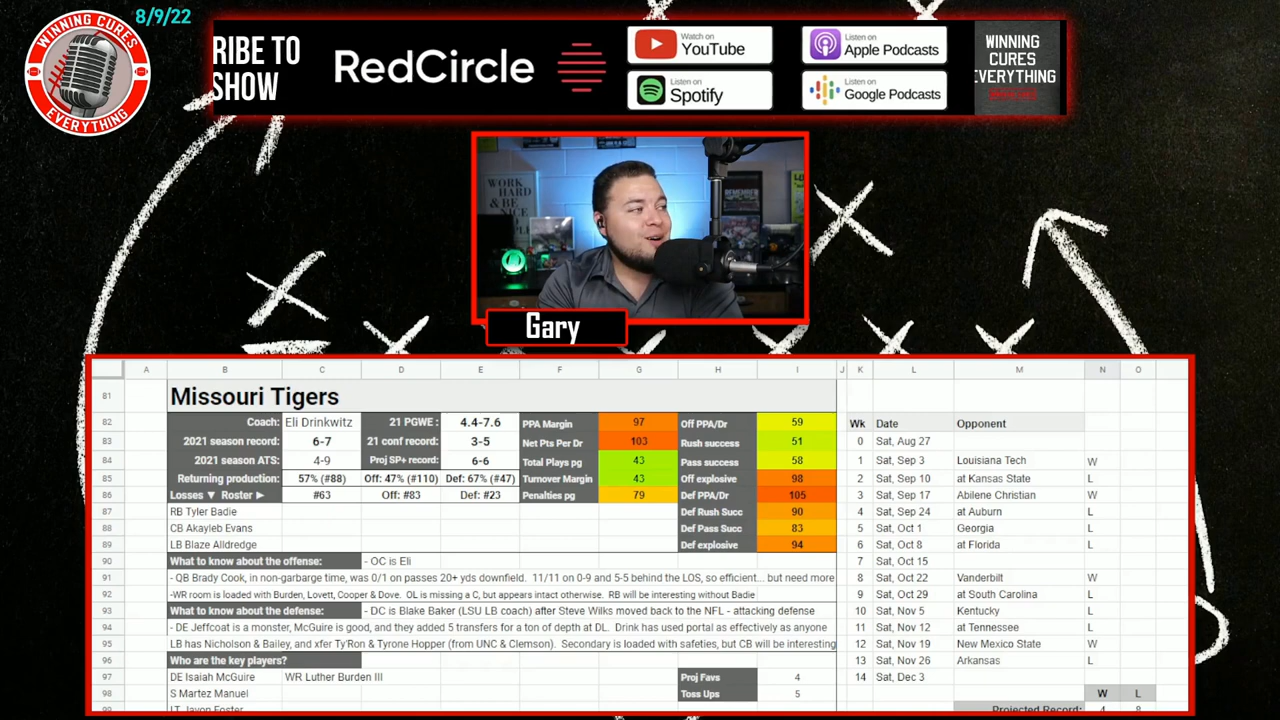 8/9/22
WINNING CURES
EVERYTHING
RIBE TO
SHOW
RedCircle
Watch on
YouTube
Listen on
Spotify
Listen on
Apple Podcasts
Listen on
Google Podcasts
WINNING
CURES
EVERYTHING
WORK
HARD
& BE
NICE
PEOPLE
REMEMBER
Gary
A B C D E F G H I J K L M N O
81 Missouri Tigers
82 Coach: Eli Drinkwitz 21 PGWE: 4.4-7.6 PPA Margin 97 Off PPA/Dr 59 Wk Date Opponent
83 2021 season record: 6-7 21 conf record: 3-5 Net Pts Per Dr 103 Rush success 51 0 Sat, Aug 27
84 2021 season ATS: 4-9 Proj SP+ record: 6-6 Total Plays pg 43 Pass success 58 1 Sat, Sep 3 Louisiana Tech W
85 Returning production: 57% (#88) Off: 47% (#110) Def: 67% (#47) Turnover Margin 43 Off explosive 98 2 Sat, Sep 10 at Kansas State L
86 Losses ▼ Roster ► #63 Off: #83 Def: #23 Penalties pg 79 Def PPA/Dr 105 3 Sat, Sep 17 Abilene Christian W
87 RB Tyler Badie Def Rush Succ 90 4 Sat, Sep 24 at Auburn L
88 CB Akayleb Evans Def Pass Succ 83 5 Sat, Oct 1 Georgia L
89 LB Blaze Alldredge Def explosive 94 6 Sat, Oct 8 at Florida L
90 What to know about the offense: - OC is Eli 7 Sat, Oct 15
91 - QB Brady Cook, in non-garbarge time, was 0/1 on passes 20+ yds downfield. 11/11 on 0-9 and 5-5 behind the LOS, so efficient... but need more 8 Sat, Oct 22 Vanderbilt W
92 -WR room is loaded with Burden, Lovett, Cooper & Dove. OL is missing a C, but appears intact otherwise. RB will be interesting without Badie 9 Sat, Oct 29 at South Carolina L
93 What to know about the defense: - DC is Blake Baker (LSU LB coach) after Steve Wilks moved back to the NFL - attacking defense 10 Sat, Nov 5 Kentucky L
94 - DE Jeffcoat is a monster, McGuire is good, and they added 5 transfers for a ton of depth at DL. Drink has used portal as effectively as anyone 11 Sat, Nov 12 at Tennessee L
95 LB has Nicholson & Bailey, and xfer Ty'Ron & Tyrone Hopper (from UNC & Clemson). Secondary is loaded with safeties, but CB will be interesting 12 Sat, Nov 19 New Mexico State W
96 Who are the key players? 13 Sat, Nov 26 Arkansas L
97 DE Isaiah McGuire WR Luther Burden III Proj Favs 4 14 Sat, Dec 3
98 S Martez Manuel Toss Ups 5 W L
99 LT Javon Foster Projected Record: 4 8